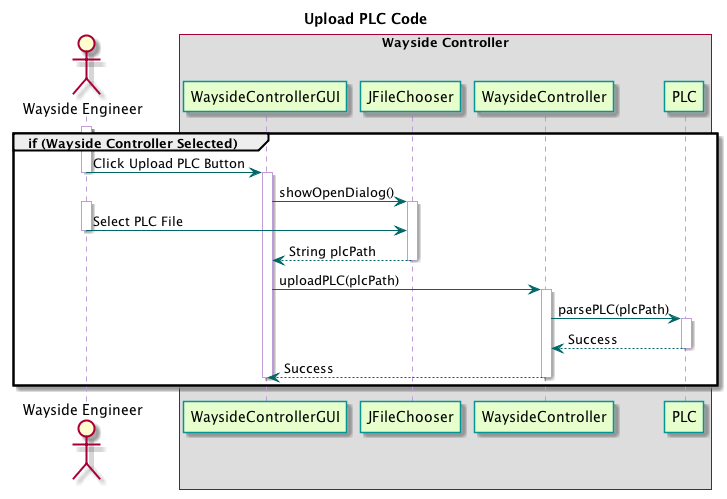 Upload PLC Code
Wayside Controller
Wayside Engineer
WaysideControllerGUI
JFileChooser
WaysideController
PLC
if (Wayside Controller Selected)
Click Upload PLC Button
showOpenDialog()
Select PLC File
String plcPath
uploadPLC(plcPath)
parsePLC(plcPath)
Success
Success
Wayside Engineer
WaysideControllerGUI
JFileChooser
WaysideController
PLC